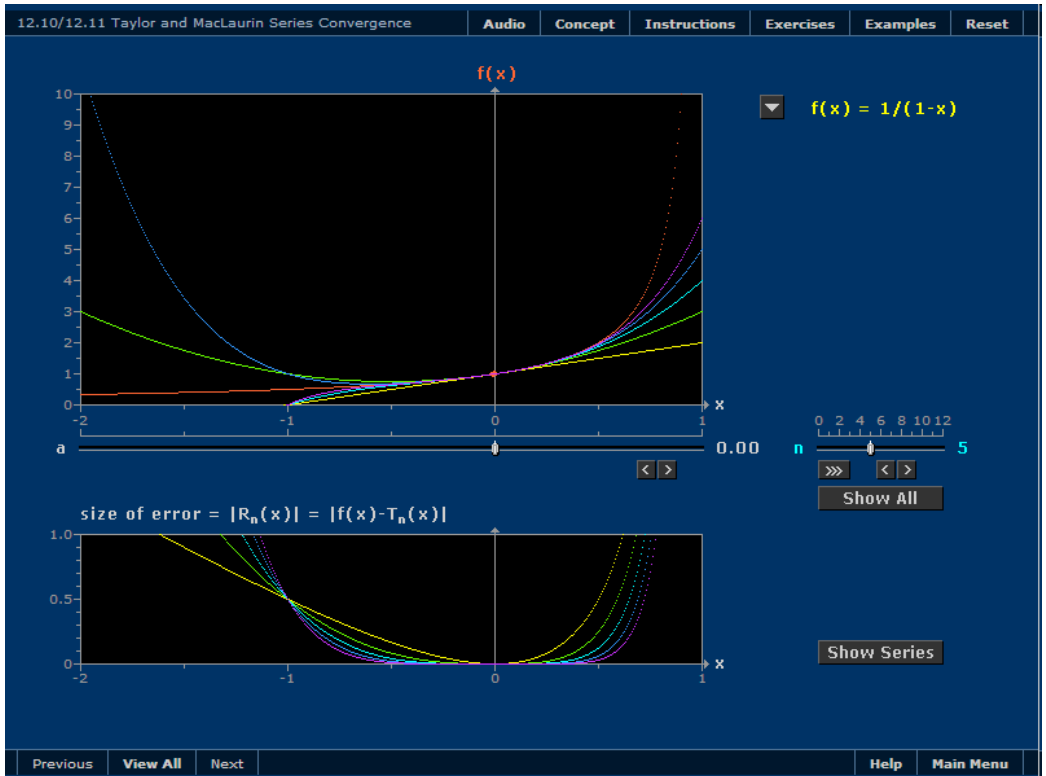 12.10/12.11 Taylor and MacLaurin Series Convergence Audio Concept Instructions Exercises Examples Reset
f(x)
f(x) = 1/(1-x)
10
9
8
7
6
5
4
3
2
1
0
-2 -1 0 1 x
0 2 4 6 8 10 12
a 0.00 n 5
>>> < >
< >
Show All
size of error = |Rn(x)| = |f(x)-Tn(x)|
1.0
0.5
0
-2 -1 0 1 x
Show Series
Previous View All Next Help Main Menu